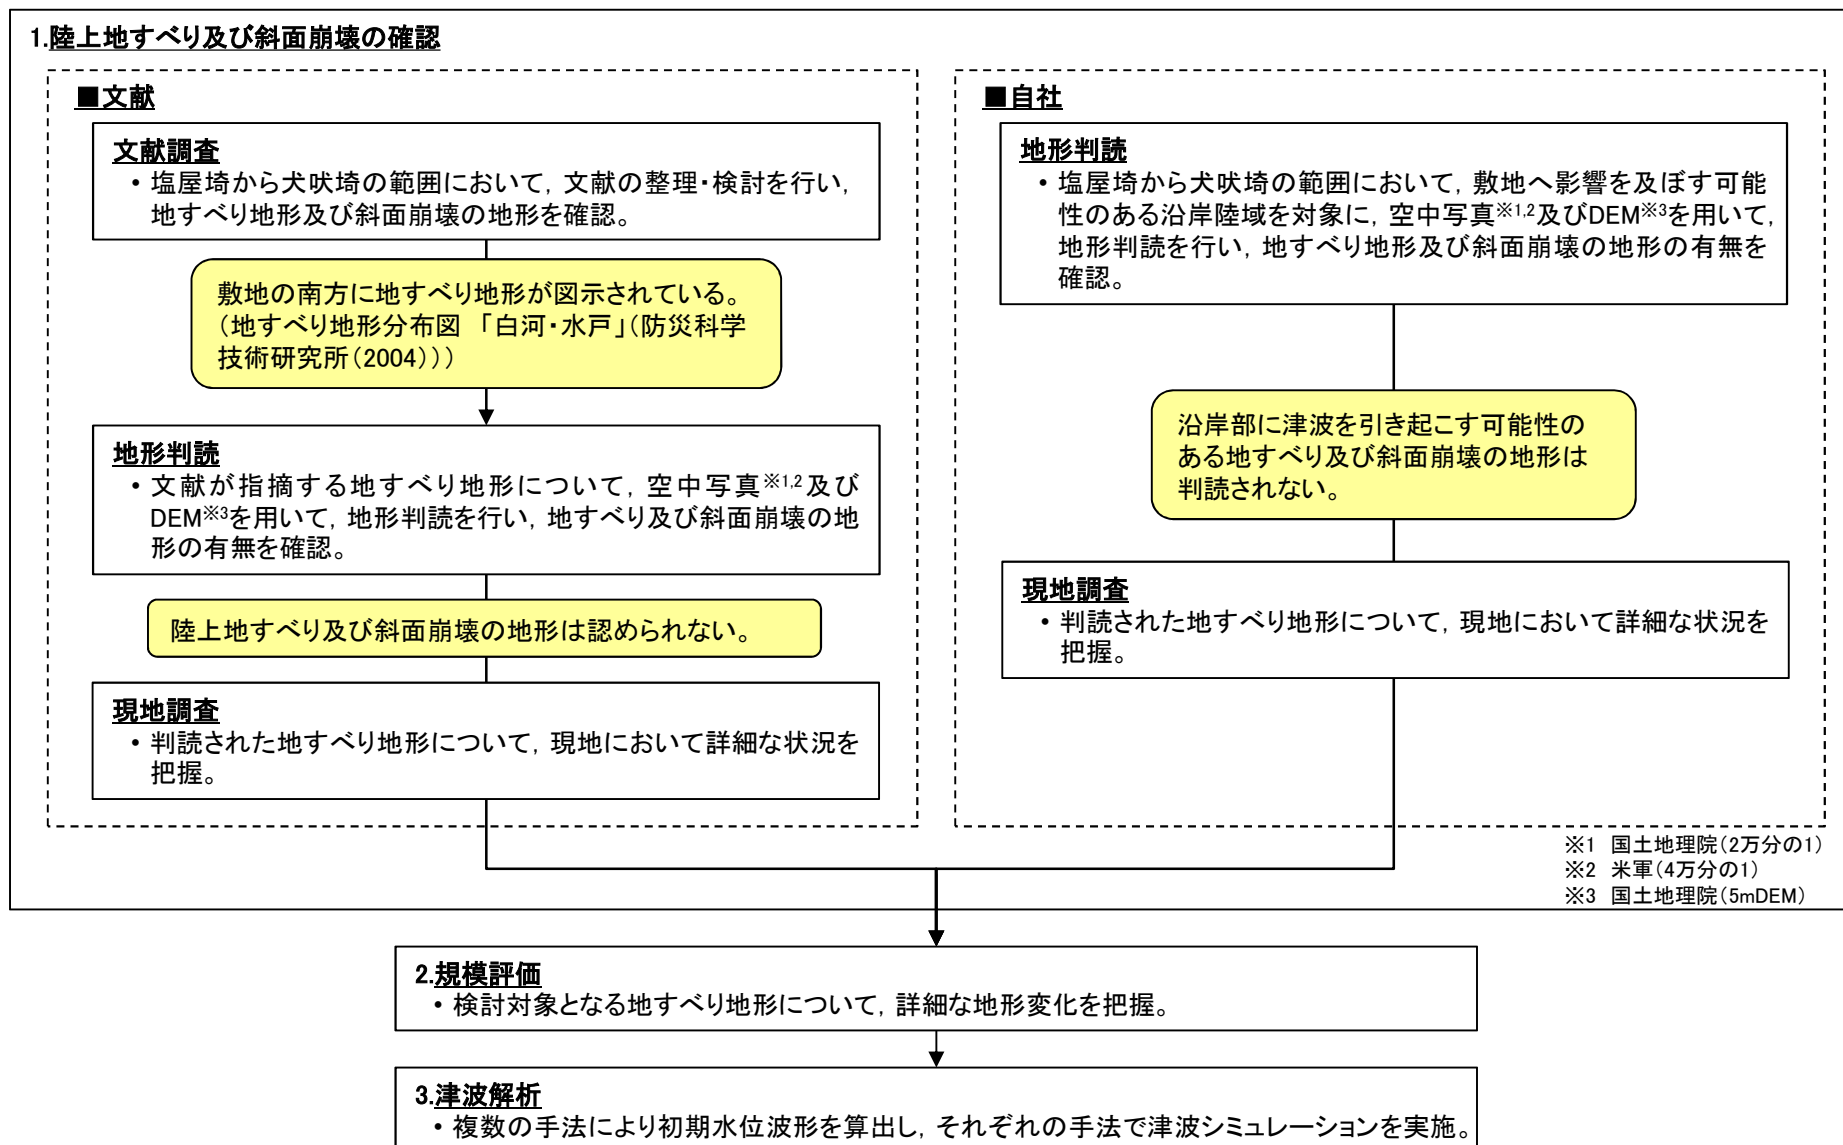 1.陸上地すべり及び斜面崩壊の確認
■文献
文献調査
• 塩屋埼から犬吠埼の範囲において，文献の整理・検討を行い，
地すべり地形及び斜面崩壊の地形を確認。
敷地の南方に地すべり地形が図示されている。
（地すべり地形分布図　「白河・水戸」（防災科学
技術研究所（2004）））
地形判読
• 文献が指摘する地すべり地形について，空中写真※1,2及び
DEM※3を用いて，地形判読を行い，地すべり及び斜面崩壊の地
形の有無を確認。
陸上地すべり及び斜面崩壊の地形は認められない。
現地調査
• 判読された地すべり地形について，現地において詳細な状況を
把握。
■自社
地形判読
• 塩屋埼から犬吠埼の範囲において，敷地へ影響を及ぼす可能
性のある沿岸陸域を対象に，空中写真※1,2及びDEM※3を用いて，
地形判読を行い，地すべり地形及び斜面崩壊の地形の有無を
確認。
沿岸部に津波を引き起こす可能性の
ある地すべり及び斜面崩壊の地形は
判読されない。
現地調査
• 判読された地すべり地形について，現地において詳細な状況を
把握。
※1　国土地理院（2万分の1）
※2　米軍（4万分の1）
※3　国土地理院（5mDEM）
2.規模評価
• 検討対象となる地すべり地形について，詳細な地形変化を把握。
3.津波解析
• 複数の手法により初期水位波形を算出し，それぞれの手法で津波シミュレーションを実施。